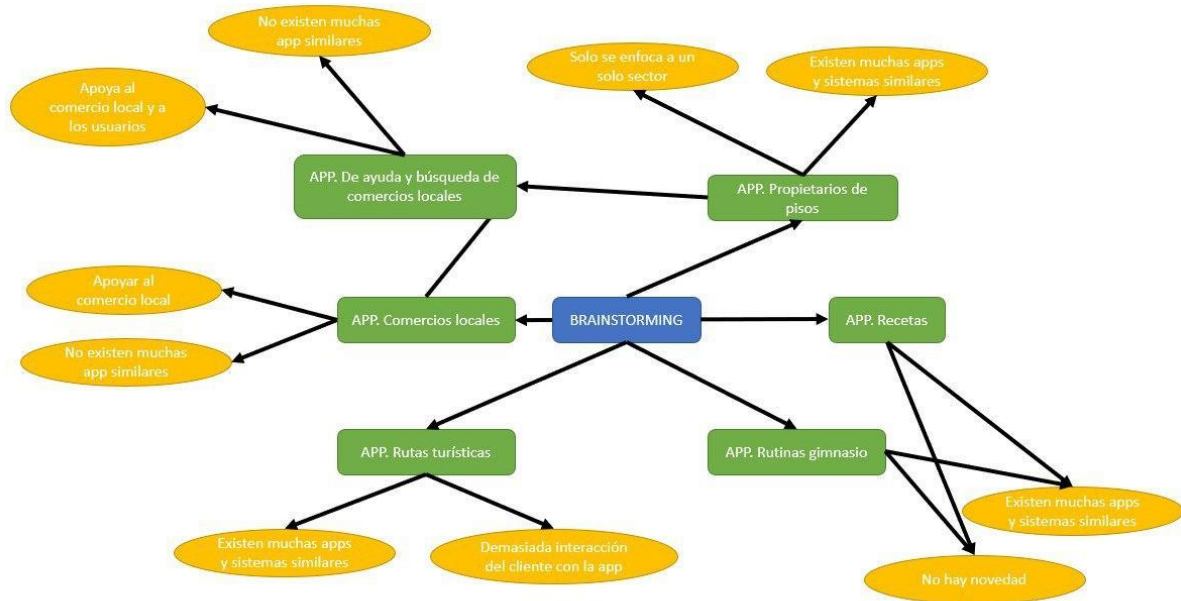 No existen muchas
app similares
Solo se enfoca a un
solo sector
Existen muchas apps
y sistemas similares
Apoya al
comercio local y a
los usuarios
APP. De ayuda y búsqueda de
comercios locales
APP. Propietarios de
pisos
Apoyar al
comercio local
APP. Comercios locales
BRAINSTORMING
APP. Recetas
No existen muchas
app similares
APP. Rutas turísticas
APP. Rutinas gimnasio
Existen muchas apps
y sistemas similares
Existen muchas apps
y sistemas similares
Demasiada interacción
del cliente con la app
No hay novedad